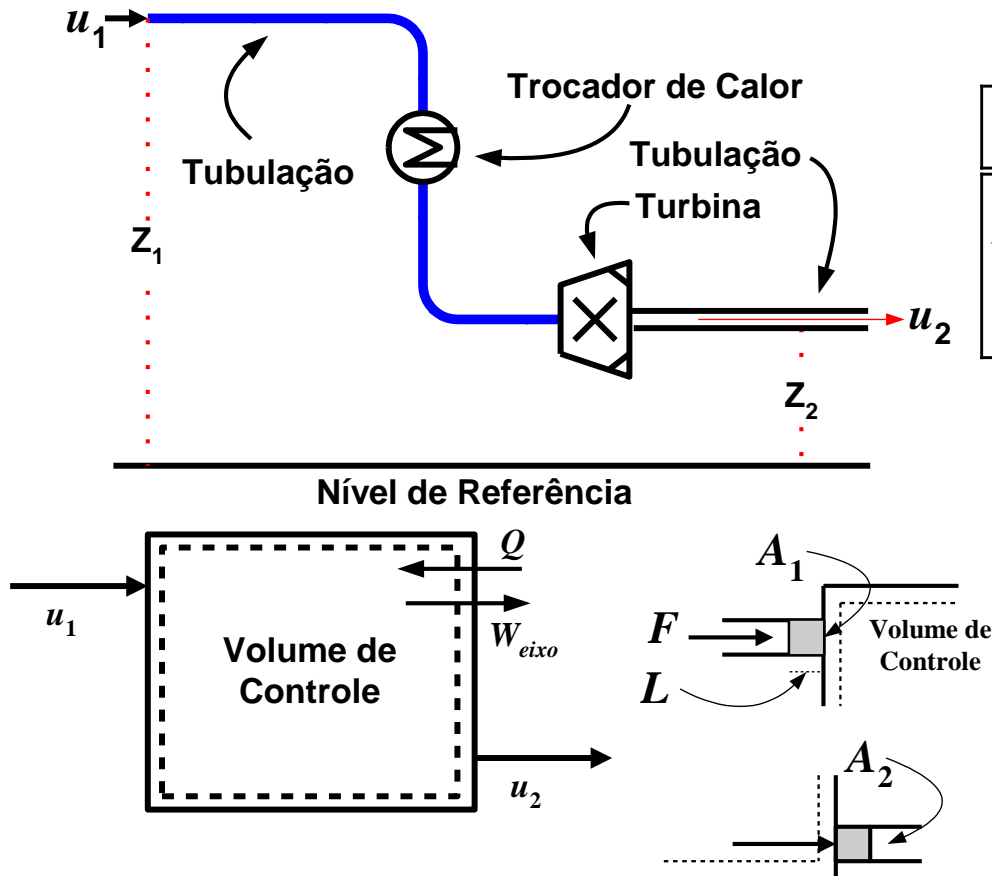 u₁
Trocador de Calor
Tubulação
Tubulação
Turbina
Z₁
u₂
Z₂
Nível de Referência
Q
u₁
W_eixo
Volume de
Controle
u₂
A₁
F
Volume de
Controle
L
A₂